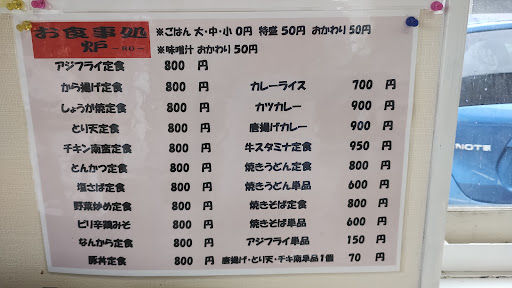 お食事処
炉 ～RO～
※ごはん 大・中・小 0円 特盛 50円 おかわり 50円
※味噌汁 おかわり 50円
アジフライ定食 800 円
から揚げ定食 800 円
しょうが焼定食 800 円
とり天定食 800 円
チキン南蛮定食 800 円
とんかつ定食 800 円
塩さば定食 800 円
野菜炒め定食 800 円
ピリ辛鶏みそ 800 円
なんから定食 800 円
豚丼定食 800 円
カレーライス 700 円
カツカレー 900 円
唐揚げカレー 900 円
牛スタミナ定食 950 円
焼きうどん定食 800 円
焼きうどん単品 600 円
焼きそば定食 800 円
焼きそば単品 600 円
アジフライ単品 150 円
唐揚げ・とり天・チキ南単品1個 70 円
NOTE